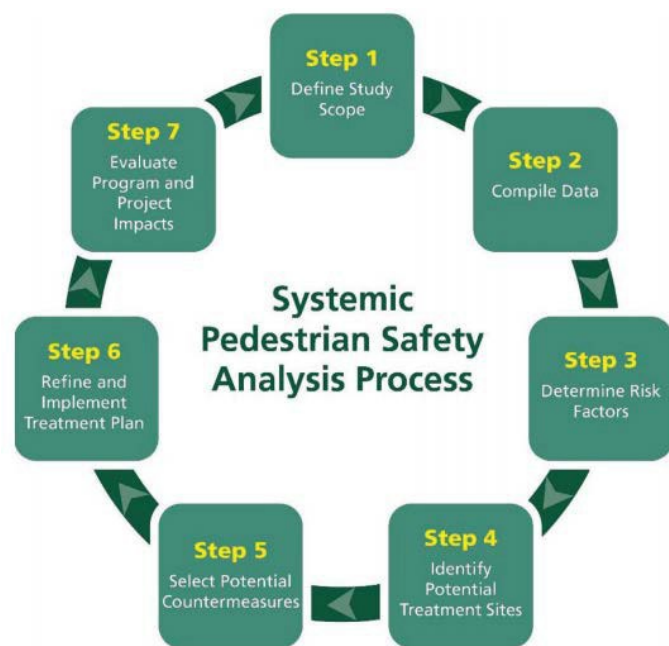 Step 1
Define Study
Scope
Step 2
Compile Data
Step 3
Determine Risk
Factors
Step 4
Identify
Potential
Treatment Sites
Step 5
Select Potential
Countermeasures
Step 6
Refine and
Implement
Treatment Plan
Step 7
Evaluate
Program and
Project
Impacts
Systemic
Pedestrian Safety
Analysis Process